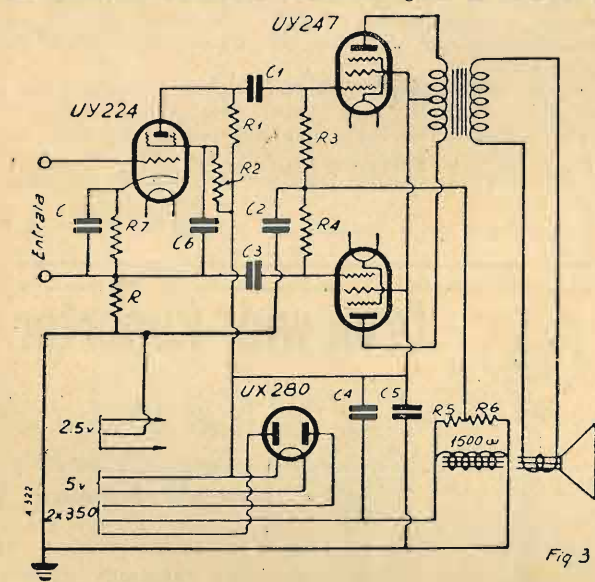 UY247
C1
UY224
R1
R3
R2
C
R7
C6
C2
R4
Entrata
C3
R
UX280
C4
C5
R5
R6
2.5v
1500 ω
5v
2x350
A 322
Fig 3